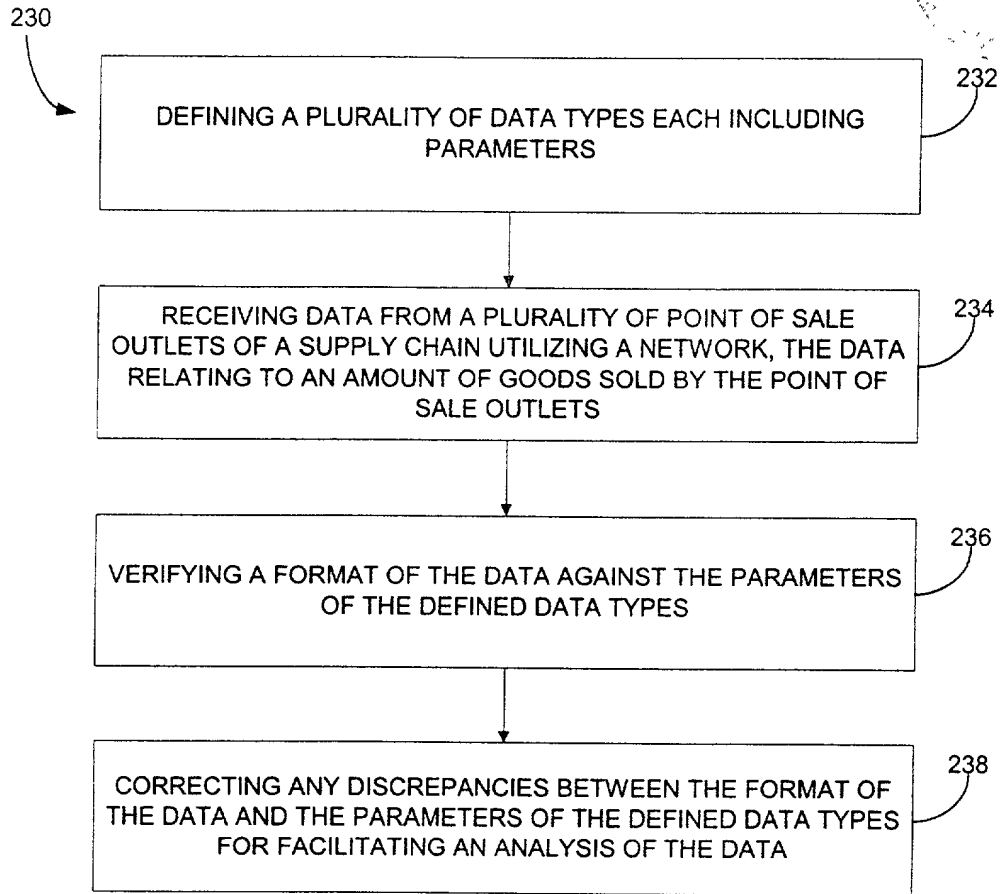 230
232
DEFINING A PLURALITY OF DATA TYPES EACH INCLUDING
PARAMETERS
234
RECEIVING DATA FROM A PLURALITY OF POINT OF SALE
OUTLETS OF A SUPPLY CHAIN UTILIZING A NETWORK, THE DATA
RELATING TO AN AMOUNT OF GOODS SOLD BY THE POINT OF
SALE OUTLETS
236
VERIFYING A FORMAT OF THE DATA AGAINST THE PARAMETERS
OF THE DEFINED DATA TYPES
238
CORRECTING ANY DISCREPANCIES BETWEEN THE FORMAT OF
THE DATA AND THE PARAMETERS OF THE DEFINED DATA TYPES
FOR FACILITATING AN ANALYSIS OF THE DATA